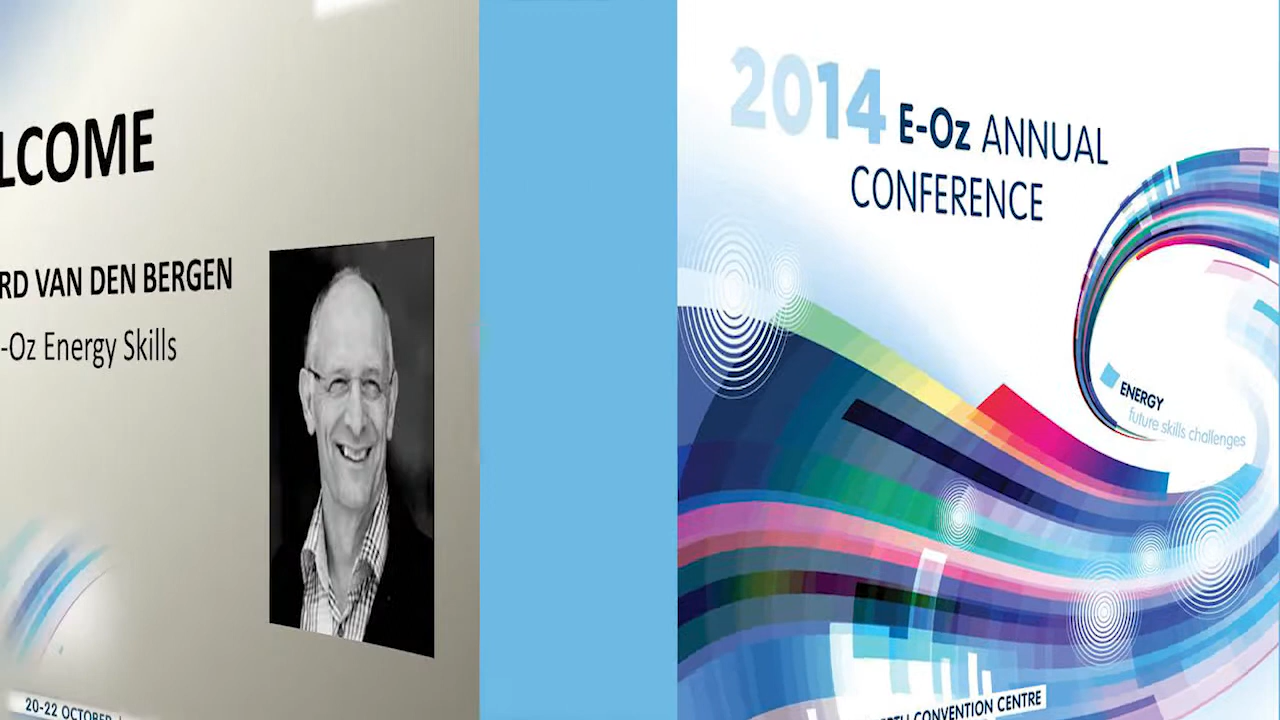 LCOME
RD VAN DEN BERGEN
-Oz Energy Skills
20-22 OCTOBER
2014 E-Oz ANNUAL
CONFERENCE
ENERGY
future skills challenges
CONVENTION CENTRE